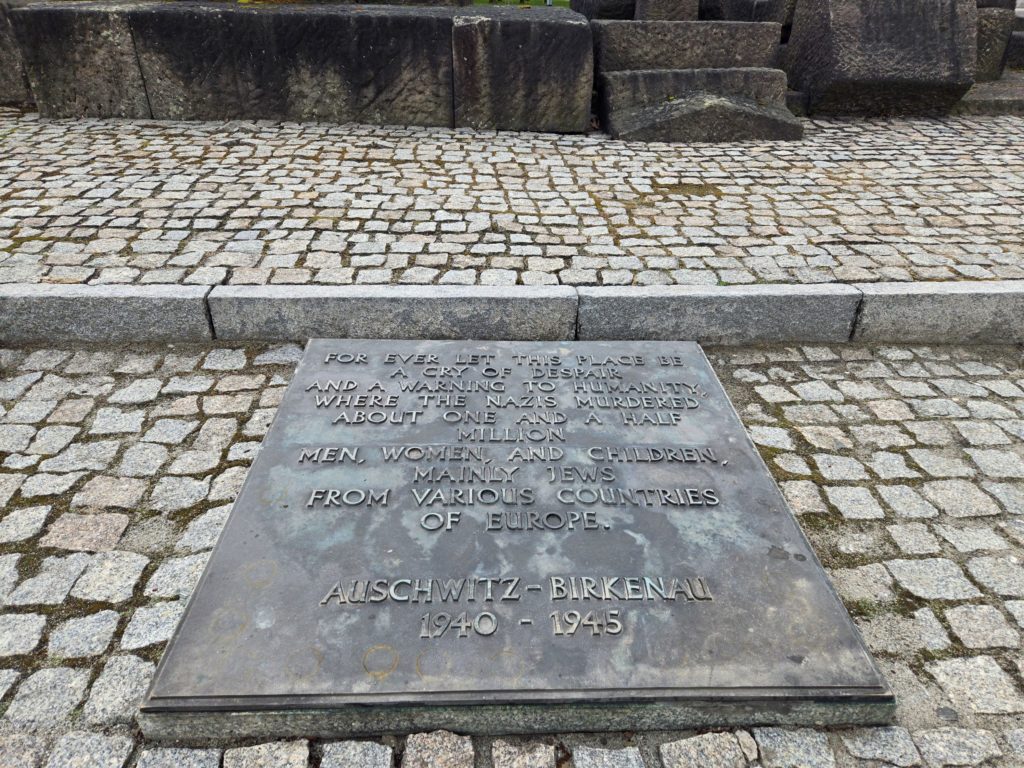 FOR EVER LET THIS PLACE BE
A CRY OF DESPAIR
AND A WARNING TO HUMANITY,
WHERE THE NAZIS MURDERED
ABOUT ONE AND A HALF
MILLION
MEN, WOMEN, AND CHILDREN,
MAINLY JEWS
FROM VARIOUS COUNTRIES
OF EUROPE.
AUSCHWITZ - BIRKENAU
1940 - 1945